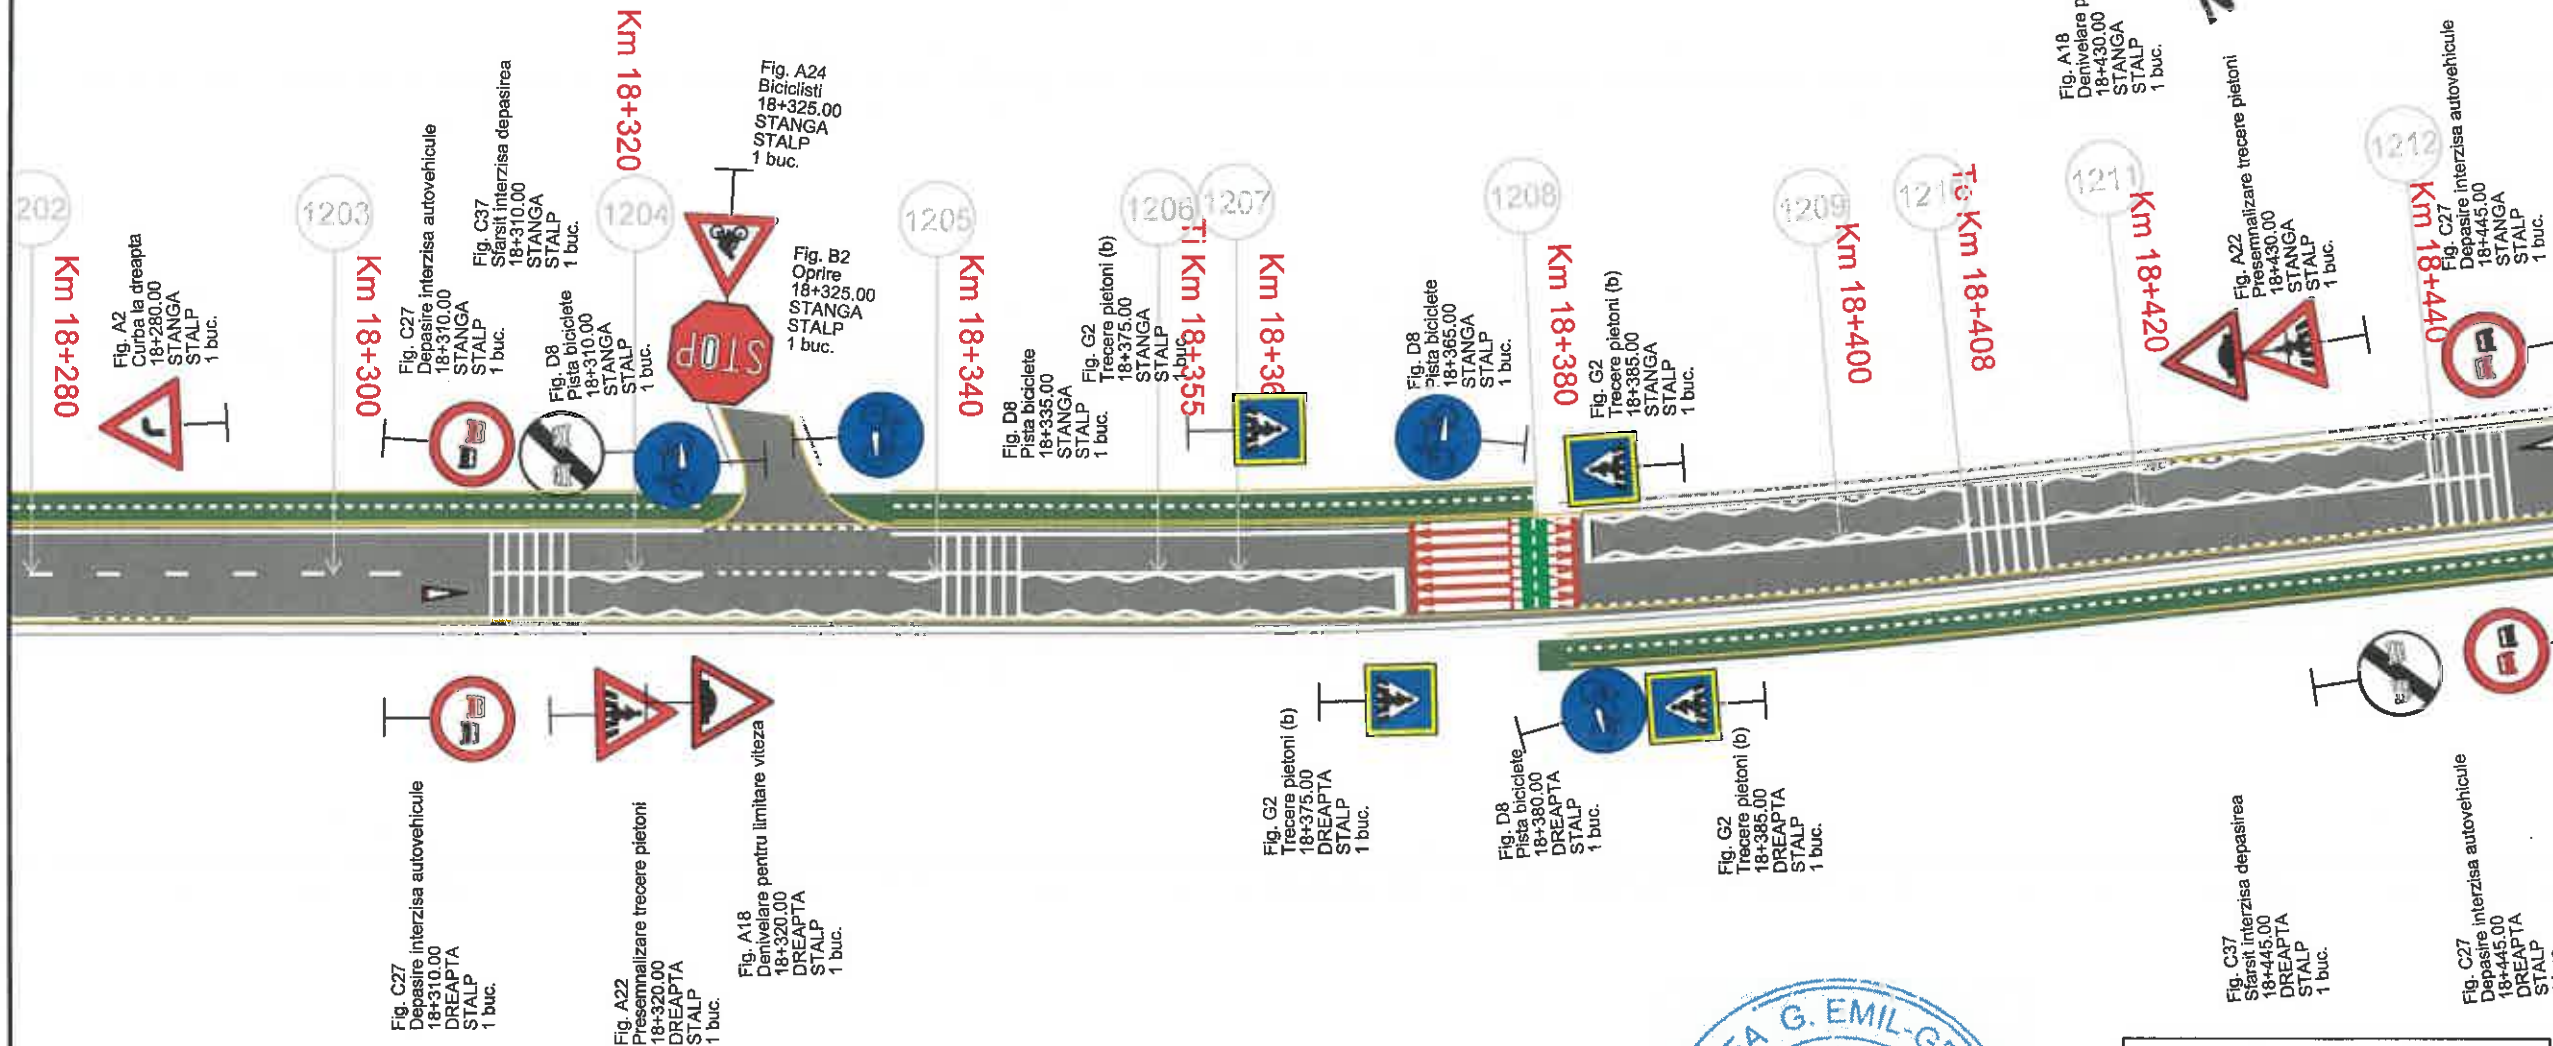 202
Km 18+280
Fig. A2
Curba la dreapta
18+280.00
STANGA
STALP
1 buc.
1203
Km 18+300
Fig. C27
Depasire interzisa autovehicule
18+310.00
STANGA
STALP
1 buc.
Fig. C37
Sfarsit interzisa depasirea
18+310.00
STANGA
STALP
1 buc.
Fig. D8
Pista biciclete
18+310.00
STANGA
STALP
1 buc.
Km 18+320
1204
Fig. A24
Biciclisti
18+325.00
STANGA
STALP
1 buc.
Fig. B2
Oprire
18+325.00
STANGA
STALP
1 buc.
STOP
1205
Km 18+340
Fig. D8
Pista biciclete
18+335.00
STANGA
STALP
1 buc.
Fig. G2
Trecere pietoni (b)
18+375.00
STANGA
STALP
1 buc.
1206
Ti Km 18+355
1207
Km 18+36
Fig. D8
Pista biciclete
18+365.00
STANGA
STALP
1 buc.
1208
Km 18+380
Fig. G2
Trecere pietoni (b)
18+385.00
STANGA
STALP
1 buc.
1209
Km 18+400
1210
Tc Km 18+408
Fig. A18
18+430.00
STANGA
STALP
1 buc.
1211
Km 18+420
Fig. A22
Presemnalizare trecere pietoni
18+430.00
STANGA
STALP
1 buc.
1212
Km 18+440
Fig. C27
Depasire interzisa autovehicule
18+445.00
STANGA
STALP
1 buc.
Fig. C27
Depasire interzisa autovehicule
18+310.00
DREAPTA
STALP
1 buc.
Fig. A22
Presemnalizare trecere pietoni
18+320.00
DREAPTA
STALP
1 buc.
Fig. A18
Denivelare pentru limitare viteza
18+320.00
DREAPTA
STALP
1 buc.
Fig. G2
Trecere pietoni (b)
18+375.00
DREAPTA
STALP
1 buc.
Fig. D8
Pista biciclete
18+380.00
DREAPTA
STALP
1 buc.
Fig. G2
Trecere pietoni (b)
18+385.00
DREAPTA
STALP
1 buc.
Fig. C37
Sfarsit interzisa depasirea
18+445.00
DREAPTA
STALP
1 buc.
Fig. C27
Depasire interzisa autovehicule
18+445.00
DREAPTA
STALP
G. EMIL